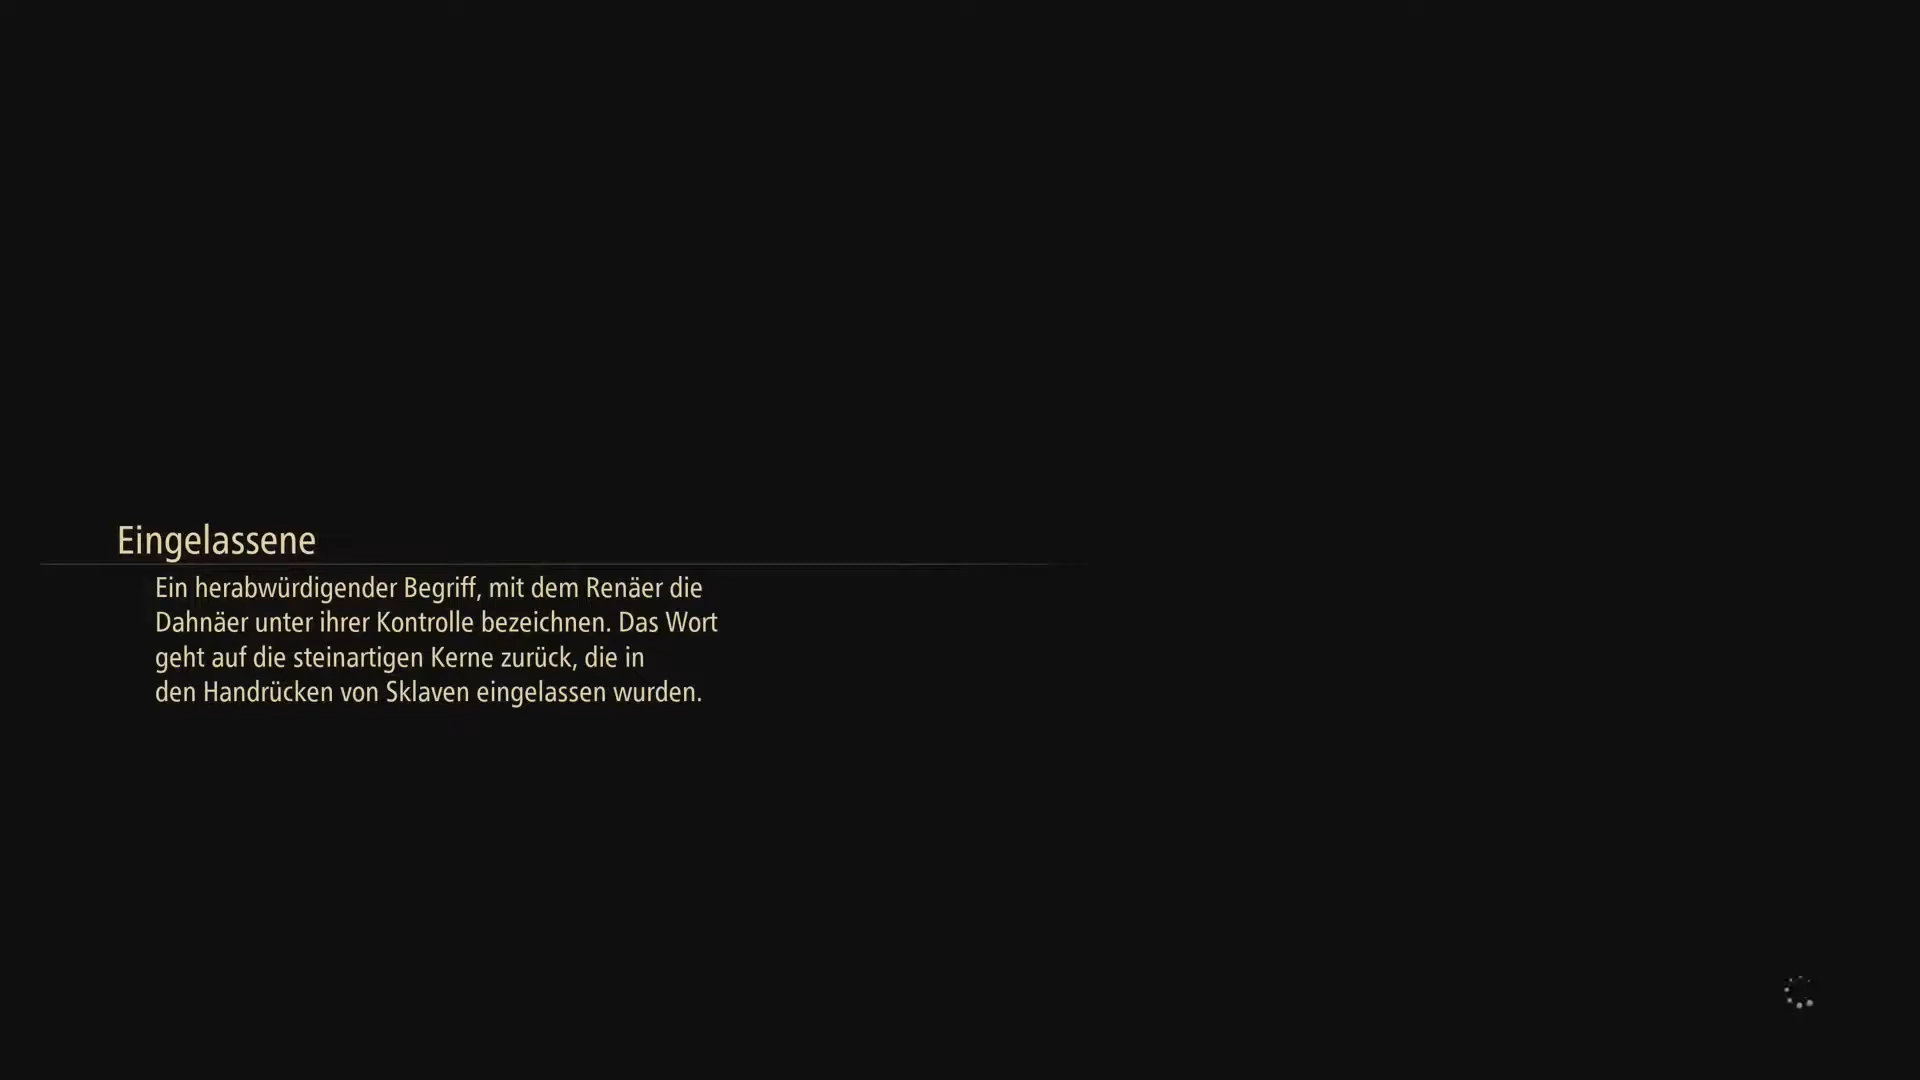 Eingelassene
Ein herabwürdigender Begriff, mit dem Renäer die
Dahnäer unter ihrer Kontrolle bezeichnen. Das Wort
geht auf die steinartigen Kerne zurück, die in
den Handrücken von Sklaven eingelassen wurden.